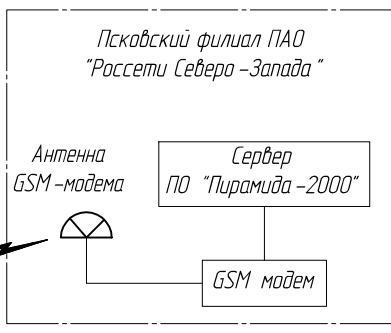 Псковский филиал ПАО
"Россети Северо-Запада"
Антенна
GSM-модема
Сервер
ПО "Пирамида-2000"
GSM модем